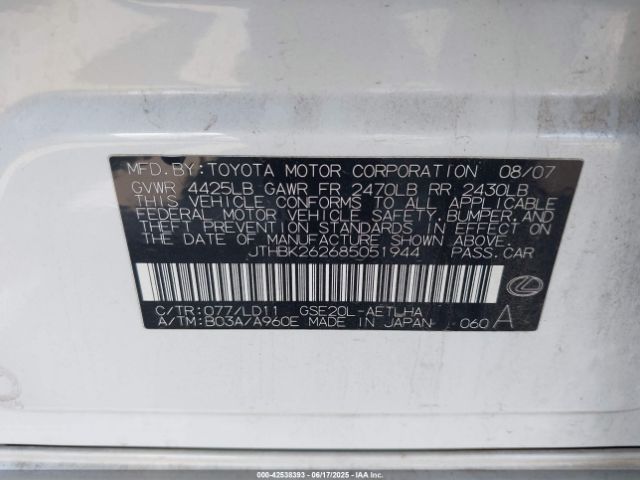 MFD.BY:TOYOTA MOTOR CORPORATION 08/07
GVWR 4425LB GAWR FR 2470LB RR 2430LB
THIS VEHICLE CONFORMS TO ALL APPLICABLE
FEDERAL MOTOR VEHICLE SAFETY,BUMPER,AND
THEFT PREVENTION STANDARDS IN EFFECT ON
THE DATE OF MANUFACTURE SHOWN ABOVE.
JTHBK262685051944 PASS.CAR
C/TR:077/LD11 GSE20L-AETLHA
A/TM:B03A/A960E MADE IN JAPAN 060 A
000-42538393 - 06/17/2025 - IAAI.COM